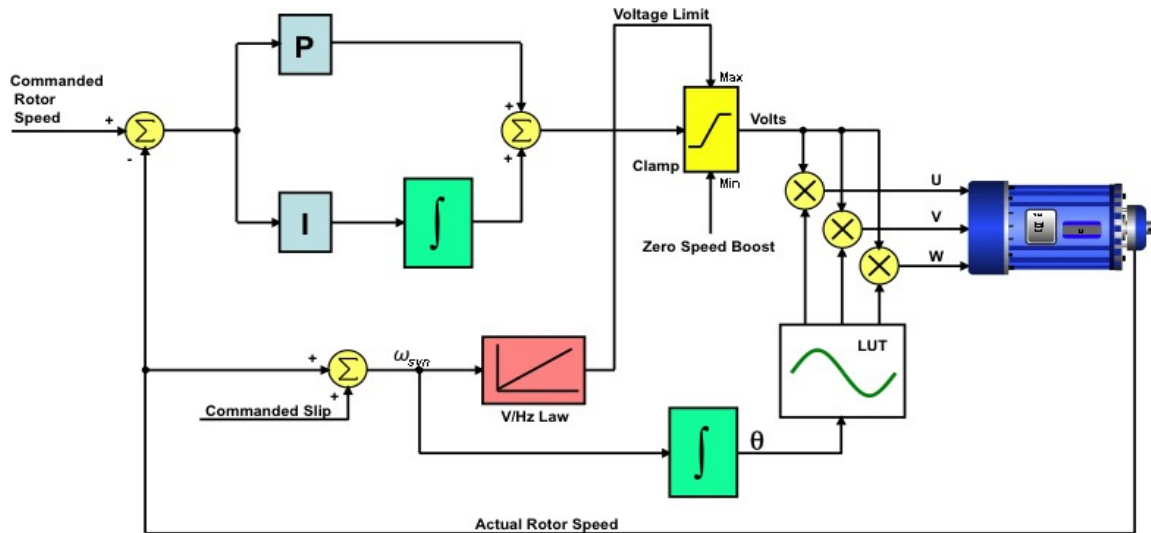 Voltage Limit
P
Max
Commanded
Rotor
Speed
+
Σ
-
+
Σ
+
Volts
Clamp
Min
U
I
∫
V
Zero Speed Boost
W
LUT
+
Σ
+
ω_syn
Commanded Slip
V/Hz Law
∫
θ
Actual Rotor Speed